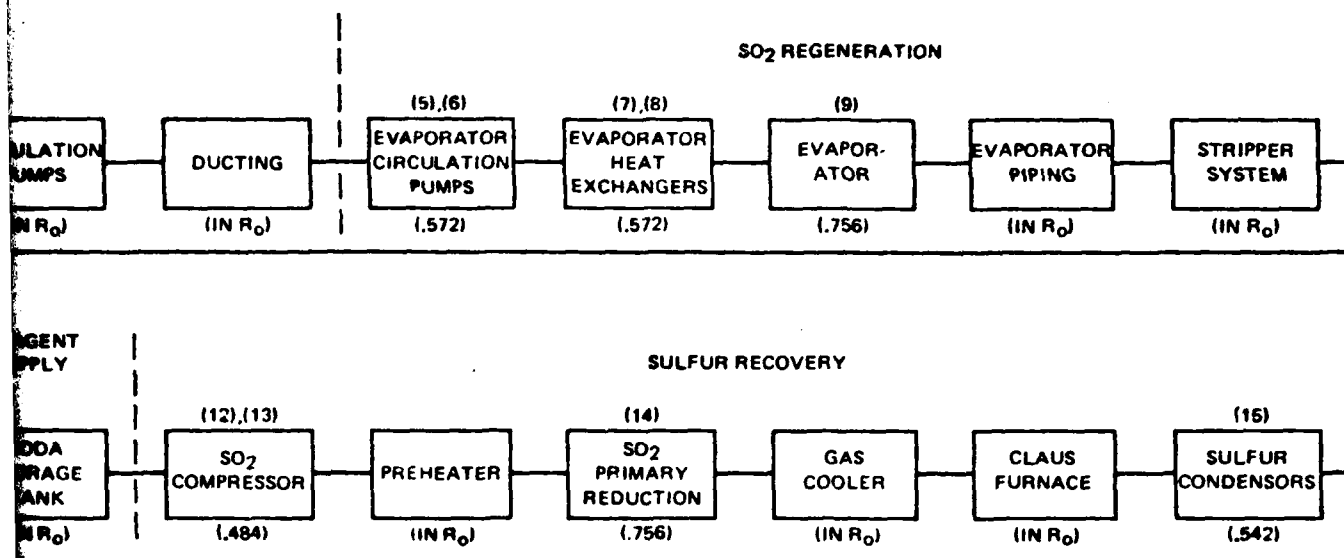 SO2 REGENERATION
(5),(6)
(7),(8)
(9)
DUCTING
EVAPORATOR
CIRCULATION
PUMPS
EVAPORATOR
HEAT
EXCHANGERS
EVAPOR-
ATOR
EVAPORATOR
PIPING
STRIPPER
SYSTEM
(IN Ro)
(.572)
(.572)
(.756)
(IN Ro)
(IN Ro)
SULFUR RECOVERY
(12),(13)
(14)
(15)
SO2
COMPRESSOR
PREHEATER
SO2
PRIMARY
REDUCTION
GAS
COOLER
CLAUS
FURNACE
SULFUR
CONDENSORS
(.484)
(IN Ro)
(.756)
(IN Ro)
(IN Ro)
(.542)